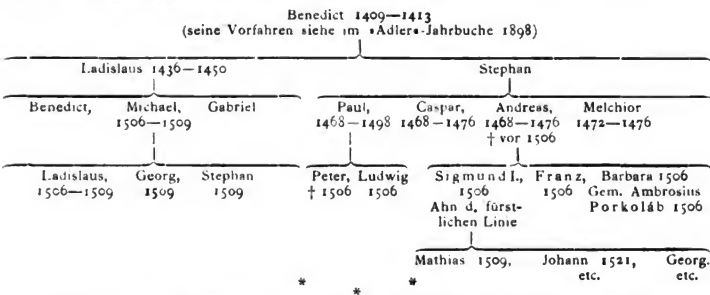 Benedict 1409—1413
(seine Vorfahren siehe im »Adler«-Jahrbuche 1898)
Ladislaus 1436—1450 Stephan
Benedict, Michael, Gabriel Paul, Caspar, Andreas, Melchior
1506—1509 1468—1498 1468—1476 1468—1476 1472—1476
† vor 1506
Ladislaus, Georg, Stephan Peter, Ludwig Sigmund I., Franz, Barbara 1506
1506—1509 1509 1509 † 1506 1506 1506 1506 Gem. Ambrosius
Ahn d. fürst- Porkoláb 1506
lichen Linie
Mathias 1509, Johann 1521, Georg.
etc. etc.
* * *